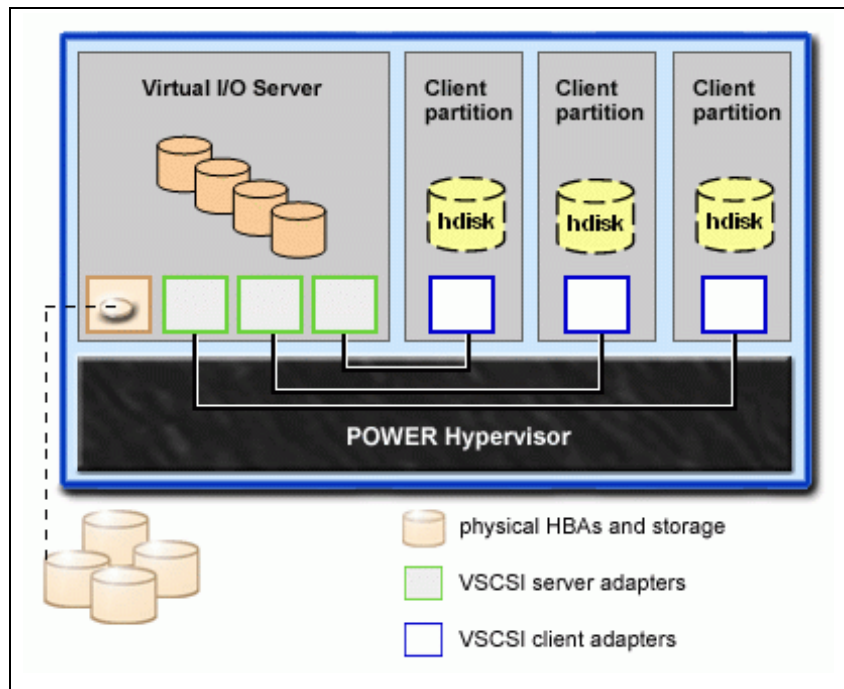 Virtual I/O Server
Client
partition
Client
partition
Client
partition
hdisk
hdisk
hdisk
POWER Hypervisor
physical HBAs and storage
VSCSI server adapters
VSCSI client adapters